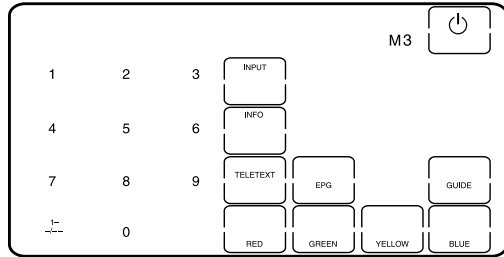 M3
1 2 3 INPUT
4 5 6 INFO
7 8 9 TELETEXT EPG GUIDE
1-
-/-- 0
RED GREEN YELLOW BLUE